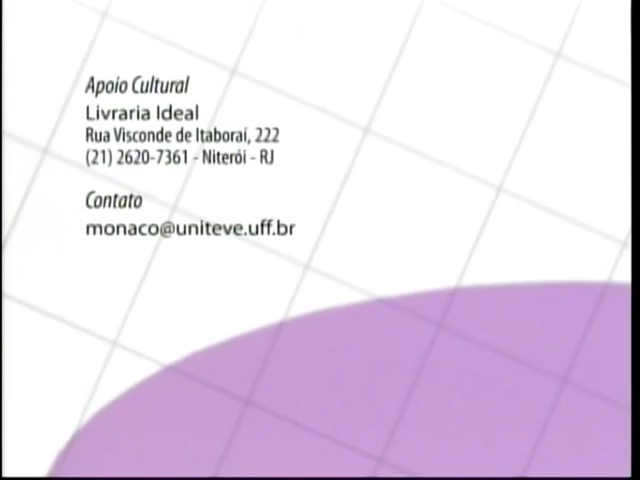 Apoio Cultural
Livraria Ideal
Rua Visconde de Itaboraí, 222
(21) 2620-7361 - Niterói - RJ
Contato
monaco@uniteve.uff.br